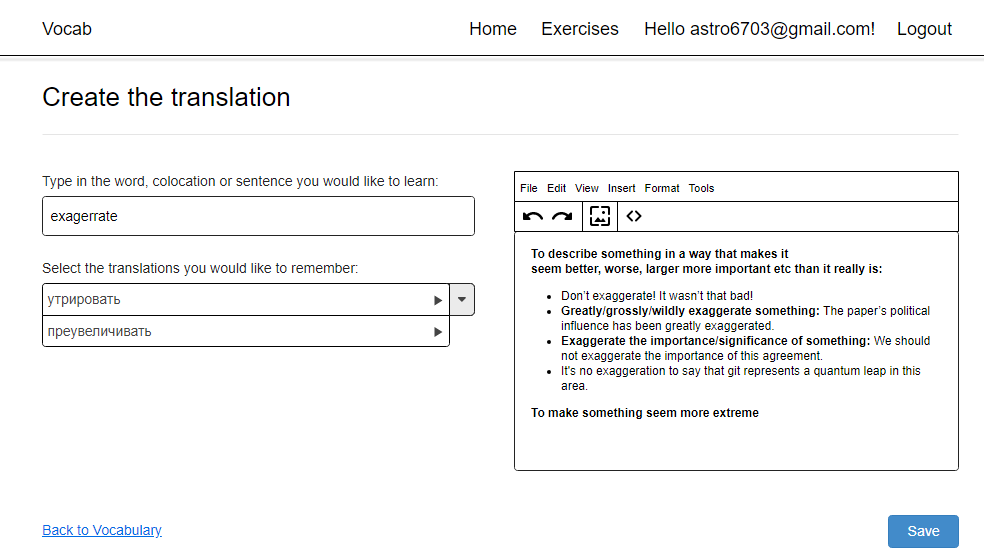 Vocab
Home Exercises Hello astro6703@gmail.com! Logout
Create the translation
Type in the word, colocation or sentence you would like to learn:
exagerrate
Select the translations you would like to remember:
утрировать
преувеличивать
File Edit View Insert Format Tools
To describe something in a way that makes it
seem better, worse, larger more important etc than it really is:
• Don't exaggerate! It wasn't that bad!
• Greatly/grossly/wildly exaggerate something: The paper's political
influence has been greatly exaggerated.
• Exaggerate the importance/significance of something: We should
not exaggerate the importance of this agreement.
• It's no exaggeration to say that git represents a quantum leap in this
area.
To make something seem more extreme
Back to Vocabulary
Save